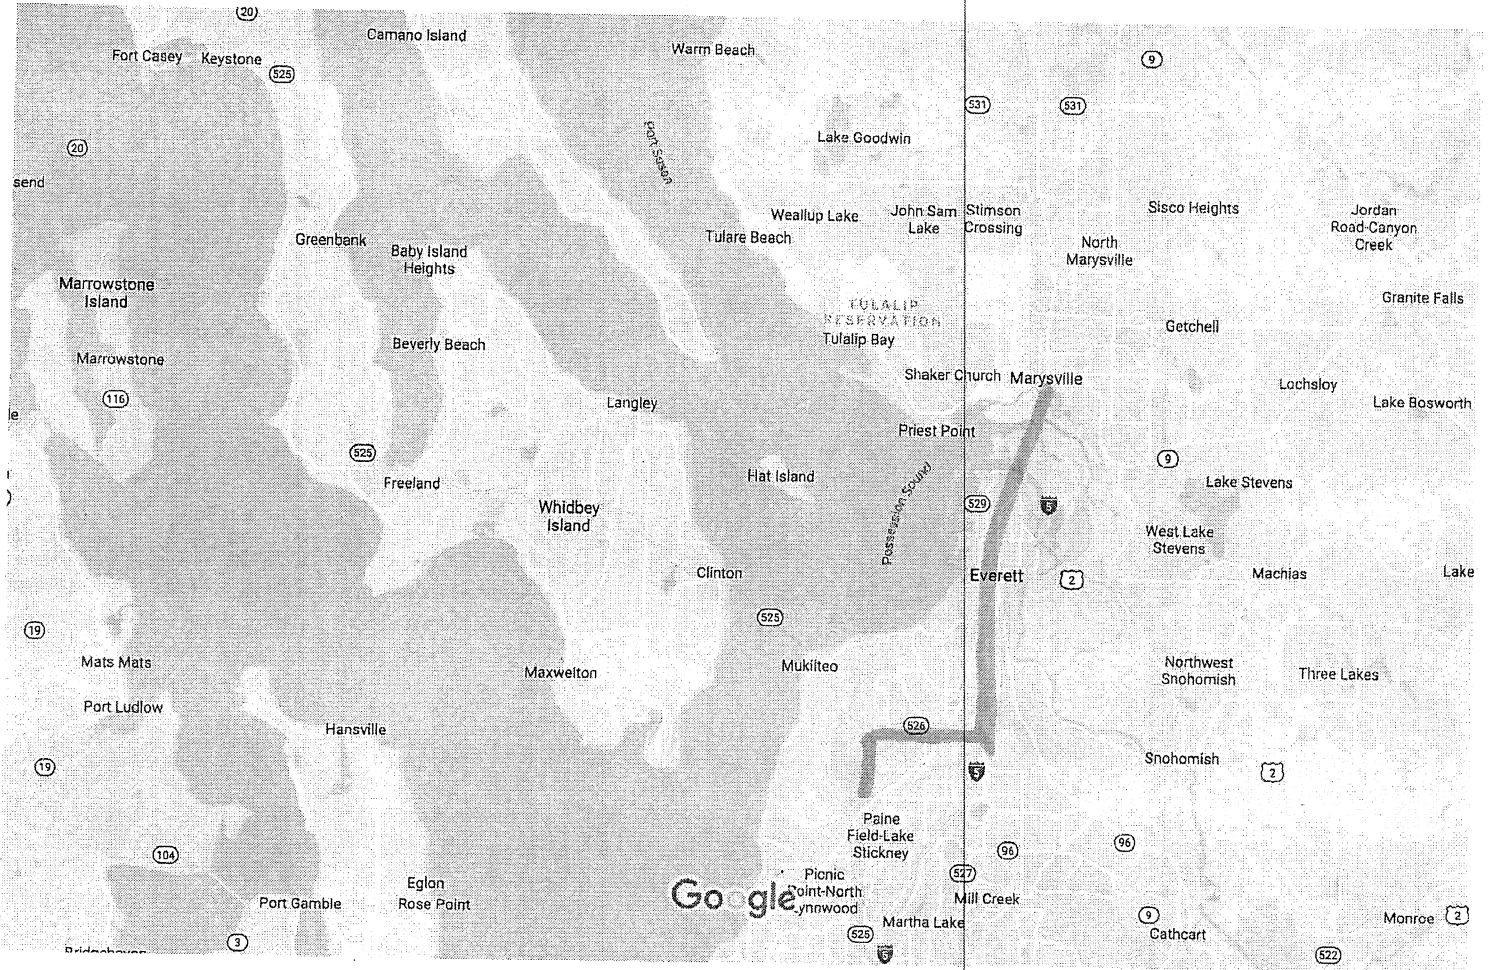 20
Camano Island
Warm Beach
Fort Casey
Keystone
525
9
531
531
Lake Goodwin
20
Port Susan
send
Weallup Lake
John Sam
Lake
Stimson
Crossing
Sisco Heights
Jordan
Road-Canyon
Creek
Tulare Beach
Greenbank
Baby Island
Heights
North
Marysville
Marrowstone
Island
Granite Falls
TULALIP
RESERVATION
Tulalip Bay
Getchell
Beverly Beach
Marrowstone
Shaker Church
Marysville
Lochsloy
116
Langley
Lake Bosworth
Priest Point
525
9
Freeland
Hat Island
Lake Stevens
Possession Sound
529
5
Whidbey
Island
West Lake
Stevens
Clinton
Everett
2
Machias
Lake
525
19
Mats Mats
Maxwelton
Mukilteo
Northwest
Snohomish
Three Lakes
Port Ludlow
Hansville
526
Snohomish
19
5
2
Paine
Field-Lake
Stickney
96
96
104
Picnic
Point-North
Lynnwood
527
Eglon
Google
Port Gamble
Rose Point
Mill Creek
9
Monroe
2
Martha Lake
525
Cathcart
3
5
522